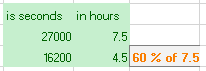 is seconds in hours
27000 7.5
16200 4.5 60 % of 7.5